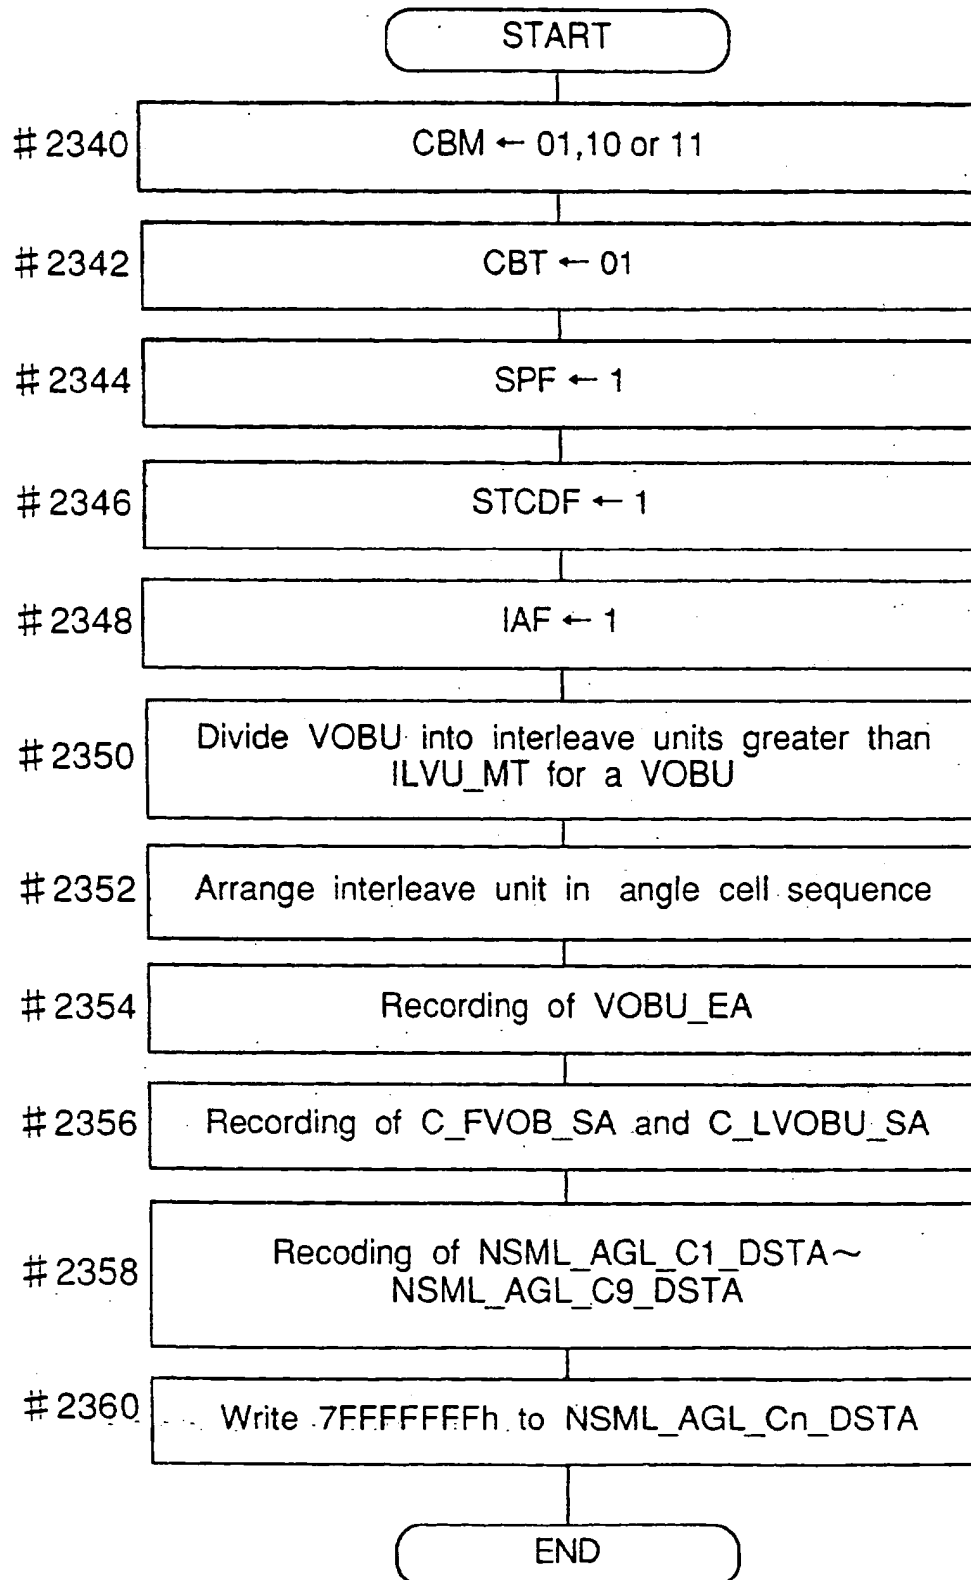 START
#2340 CBM ← 01,10 or 11
#2342 CBT ← 01
#2344 SPF ← 1
#2346 STCDF ← 1
#2348 IAF ← 1
#2350 Divide VOBU into interleave units greater than
ILVU_MT for a VOBU
#2352 Arrange interleave unit in angle cell sequence
#2354 Recording of VOBU_EA
#2356 Recording of C_FVOB_SA and C_LVOBU_SA
#2358 Recoding of NSML_AGL_C1_DSTA~
NSML_AGL_C9_DSTA
#2360 Write 7FFFFFFFh to NSML_AGL_Cn_DSTA
END